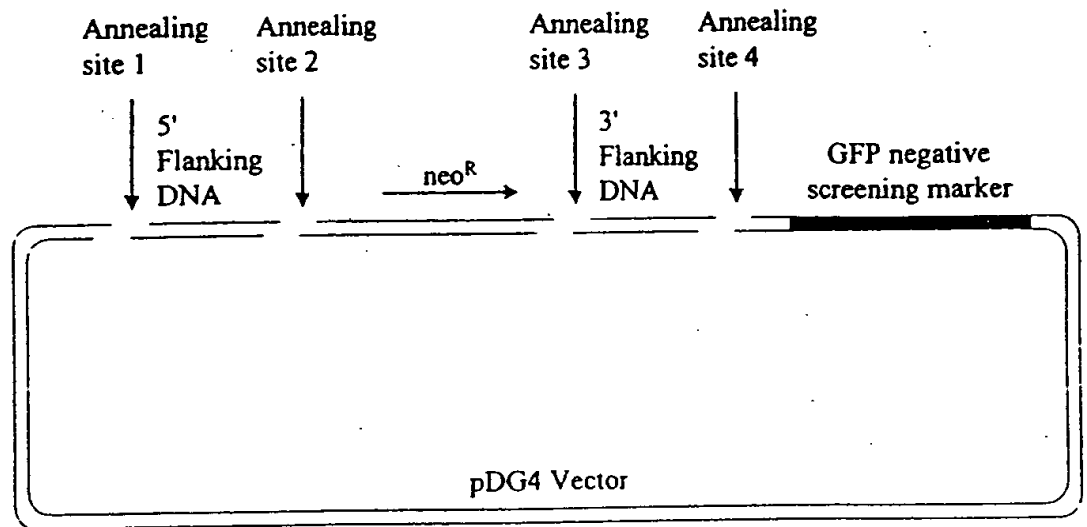 Annealing
site 1
Annealing
site 2
Annealing
site 3
Annealing
site 4
5'
Flanking
DNA
neoR
3'
Flanking
DNA
GFP negative
screening marker
pDG4 Vector